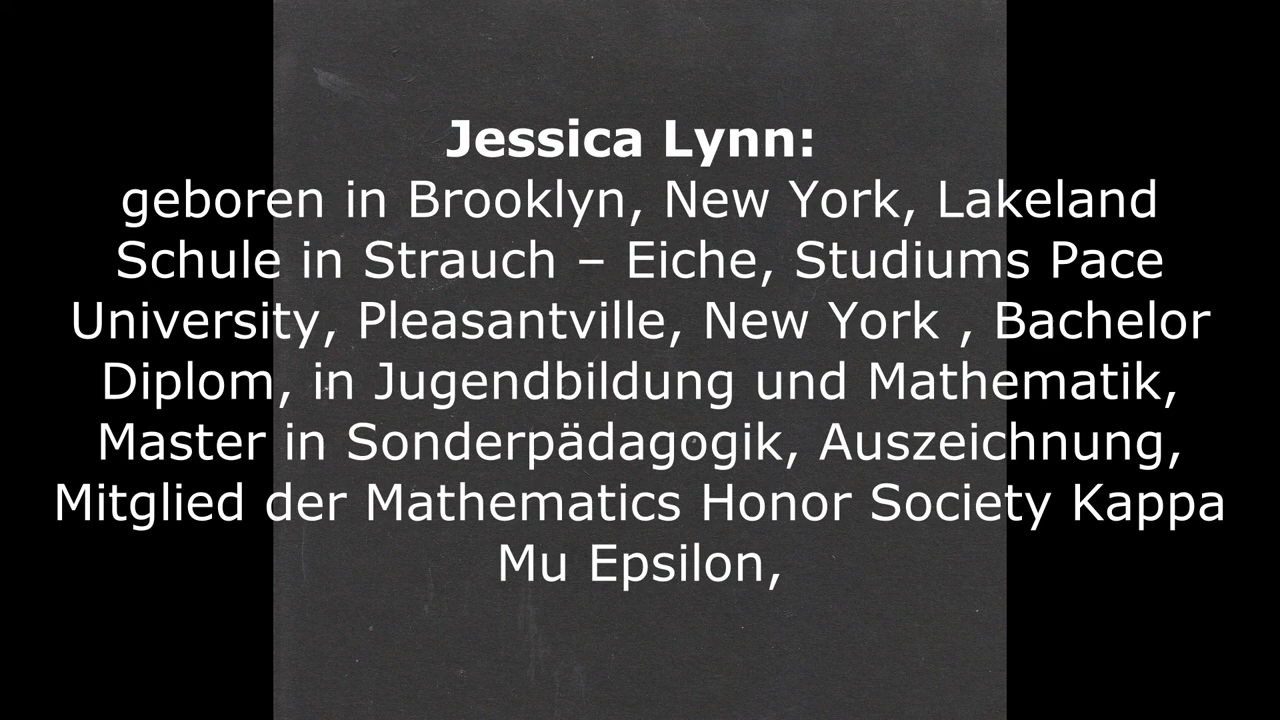 Jessica Lynn:
geboren in Brooklyn, New York, Lakeland
Schule in Strauch – Eiche, Studiums Pace
University, Pleasantville, New York , Bachelor
Diplom, in Jugendbildung und Mathematik,
Master in Sonderpädagogik, Auszeichnung,
Mitglied der Mathematics Honor Society Kappa
Mu Epsilon,